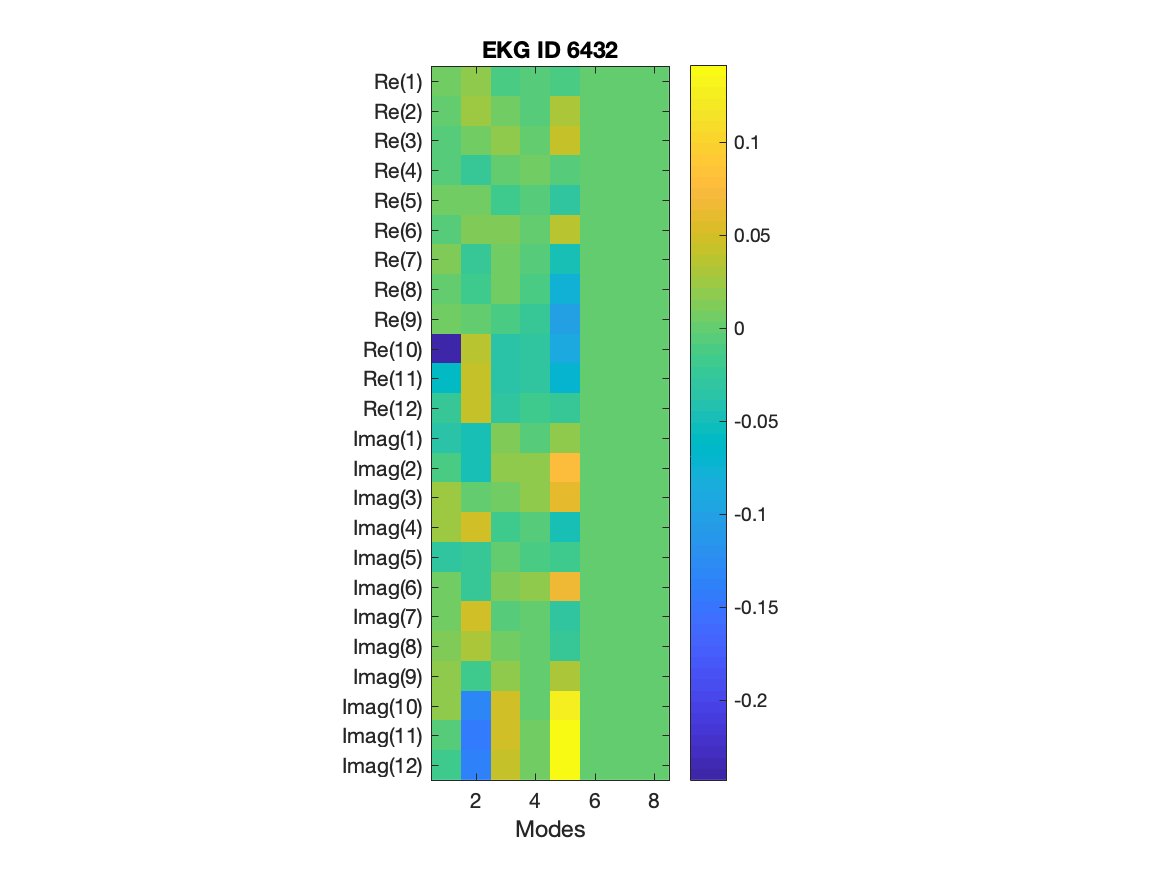 EKG ID 6432
Re(1)
Re(2)
Re(3)
Re(4)
Re(5)
Re(6)
Re(7)
Re(8)
Re(9)
Re(10)
Re(11)
Re(12)
Imag(1)
Imag(2)
Imag(3)
Imag(4)
Imag(5)
Imag(6)
Imag(7)
Imag(8)
Imag(9)
Imag(10)
Imag(11)
Imag(12)
2 4 6 8
Modes
0.1
0.05
0
-0.05
-0.1
-0.15
-0.2